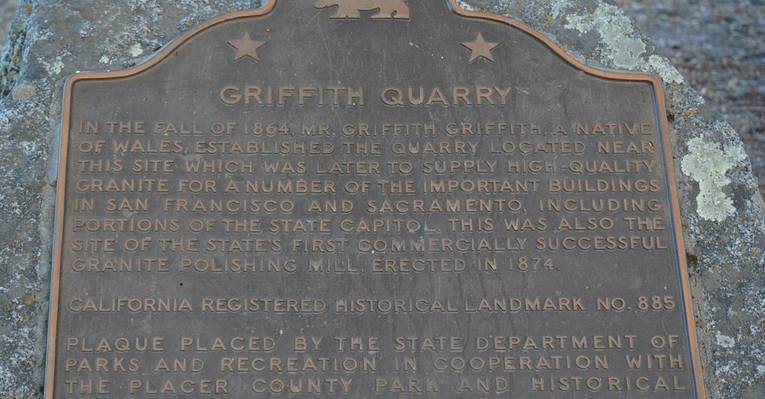 GRIFFITH QUARRY
IN THE FALL OF 1864, MR. GRIFFITH GRIFFITH, A NATIVE
OF WALES, ESTABLISHED THE QUARRY LOCATED NEAR
THIS SITE WHICH WAS LATER TO SUPPLY HIGH-QUALITY
GRANITE FOR A NUMBER OF THE IMPORTANT BUILDINGS
IN SAN FRANCISCO AND SACRAMENTO, INCLUDING
PORTIONS OF THE STATE CAPITOL. THIS WAS ALSO THE
SITE OF THE STATE'S FIRST COMMERCIALLY SUCCESSFUL
GRANITE POLISHING MILL, ERECTED IN 1874.
CALIFORNIA REGISTERED HISTORICAL LANDMARK NO. 885
PLAQUE PLACED BY THE STATE DEPARTMENT OF
PARKS AND RECREATION IN COOPERATION WITH
THE PLACER COUNTY PARK AND HISTORICAL